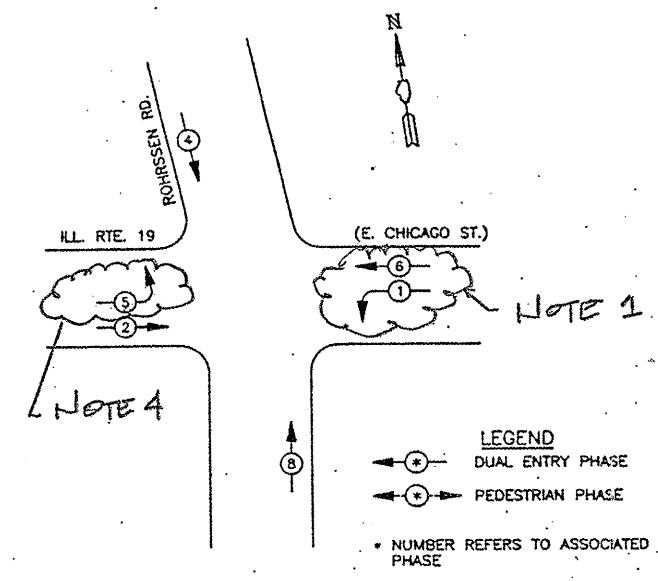 N
ROHRSSEN RD.
4
ILL. RTE. 19
(E. CHICAGO ST.)
6
5
1
2
NOTE 1
NOTE 4
8
LEGEND
* DUAL ENTRY PHASE
* PEDESTRIAN PHASE
* NUMBER REFERS TO ASSOCIATED
PHASE